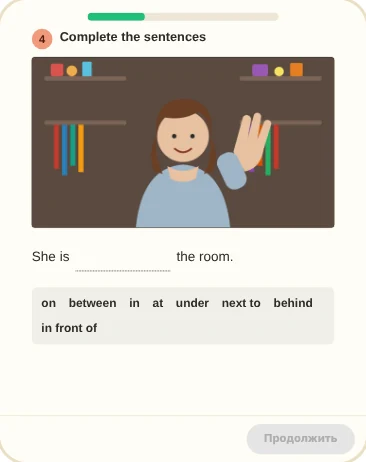 4 Complete the sentences
She is the room.
on between in at under next to behind
in front of
Продолжить